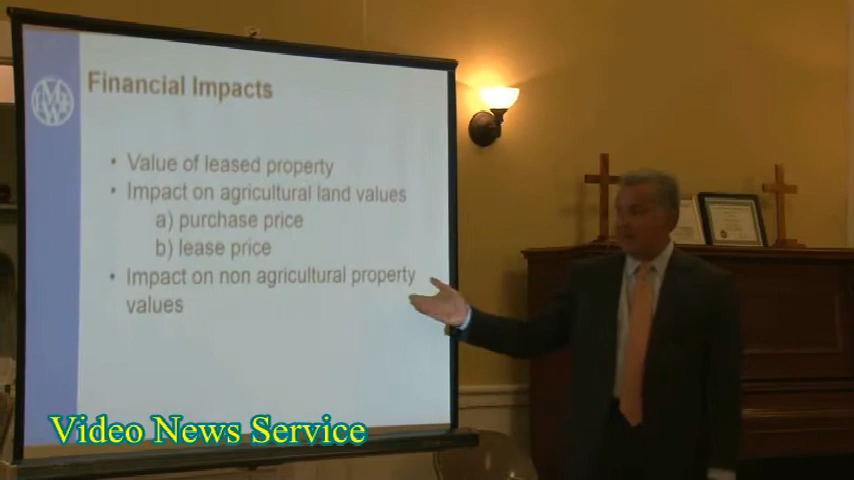 Financial Impacts
• Value of leased property
• Impact on agricultural land values
a) purchase price
b) lease price
• Impact on non agricultural property
values
Video News Service